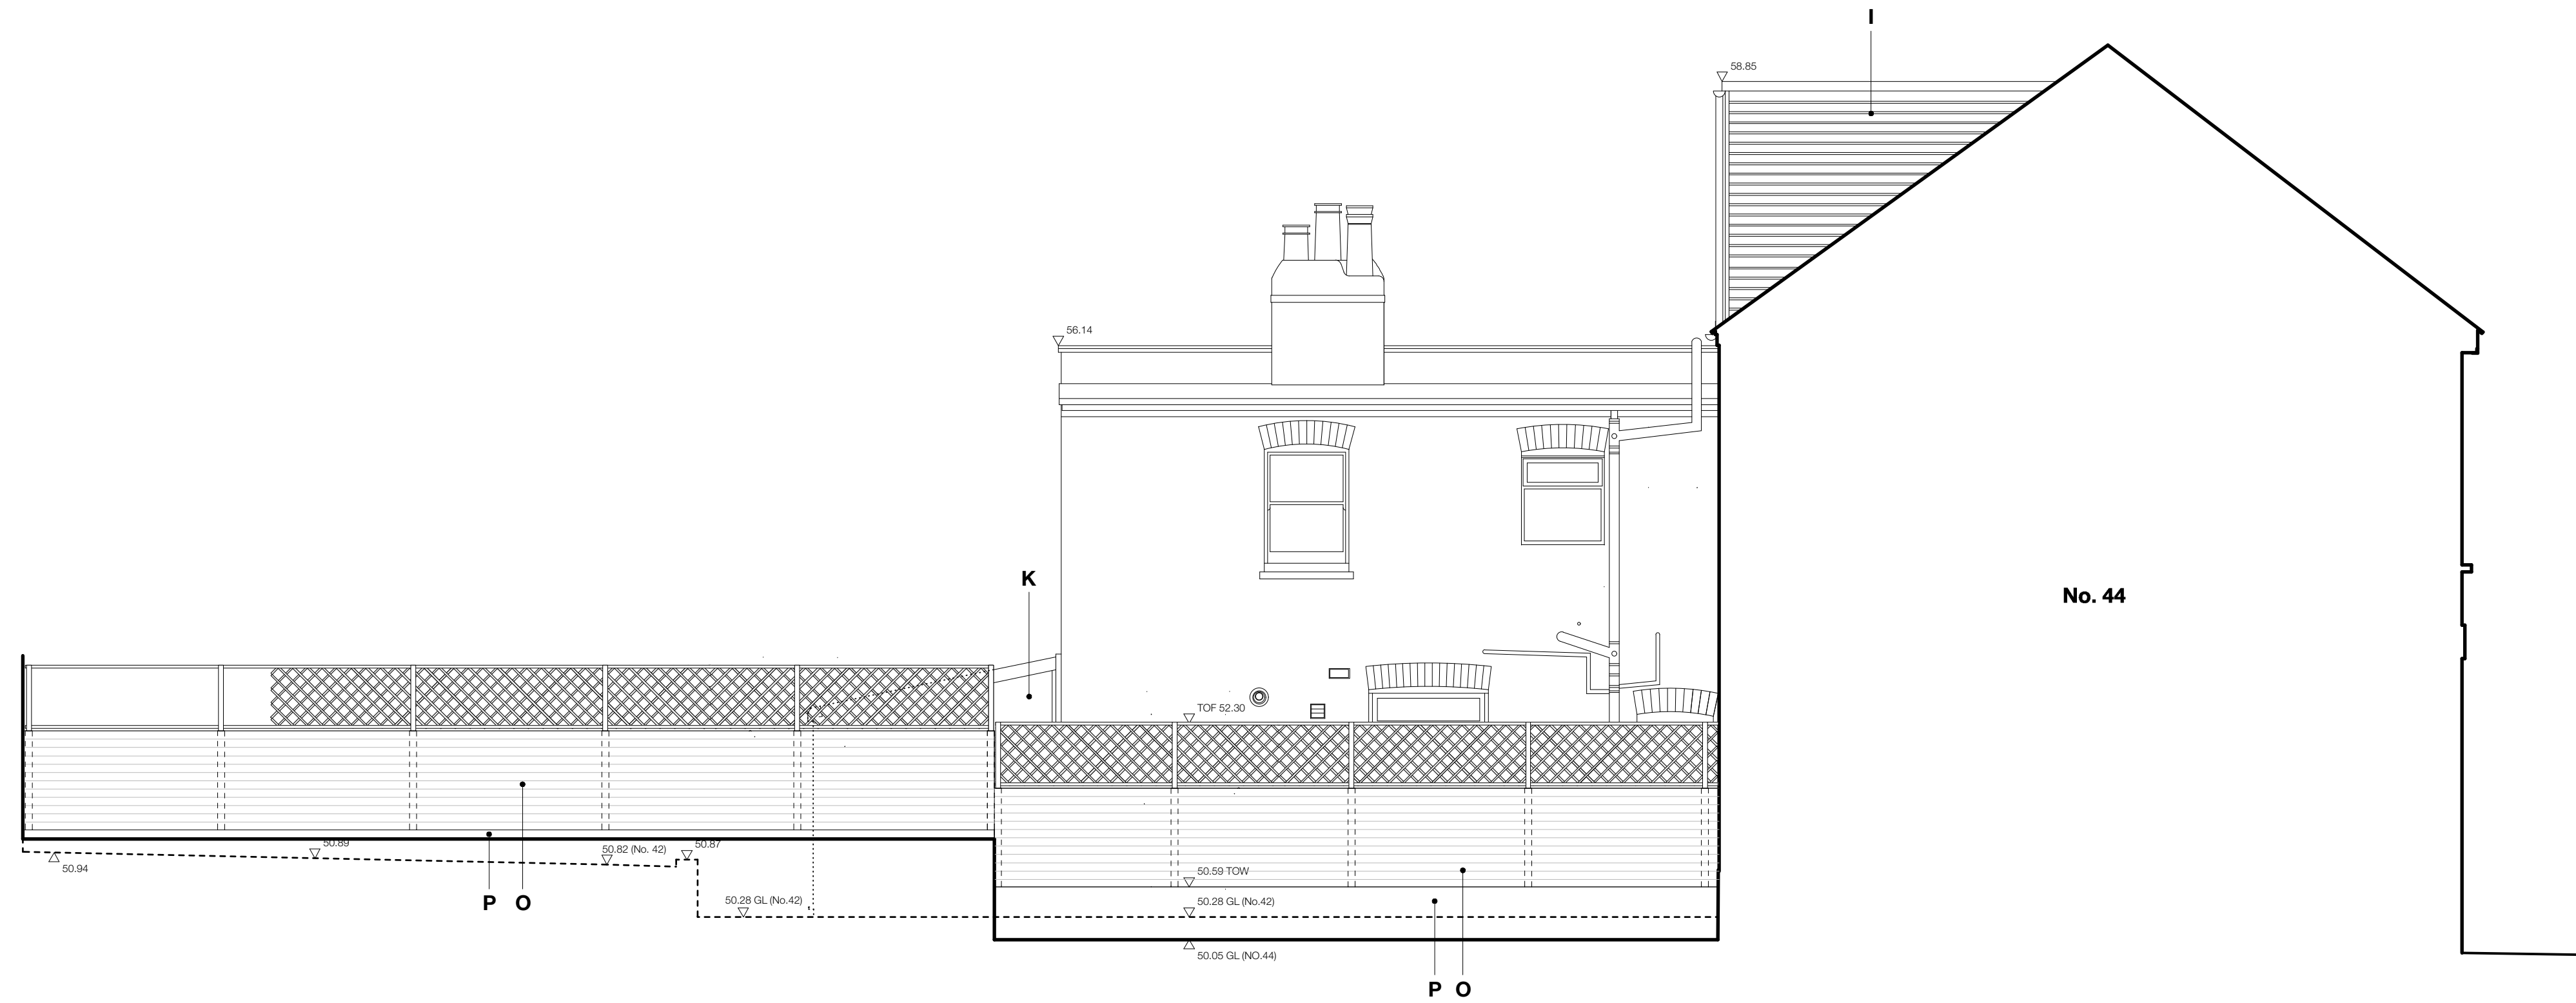 I
58.85
56.14
K
No. 44
TOF 52.30
50.89
50.82 (No. 42)
50.87
50.94
50.59 TOW
P O
50.28 GL (No.42)
50.28 GL (No.42)
50.05 GL (NO.44)
P O